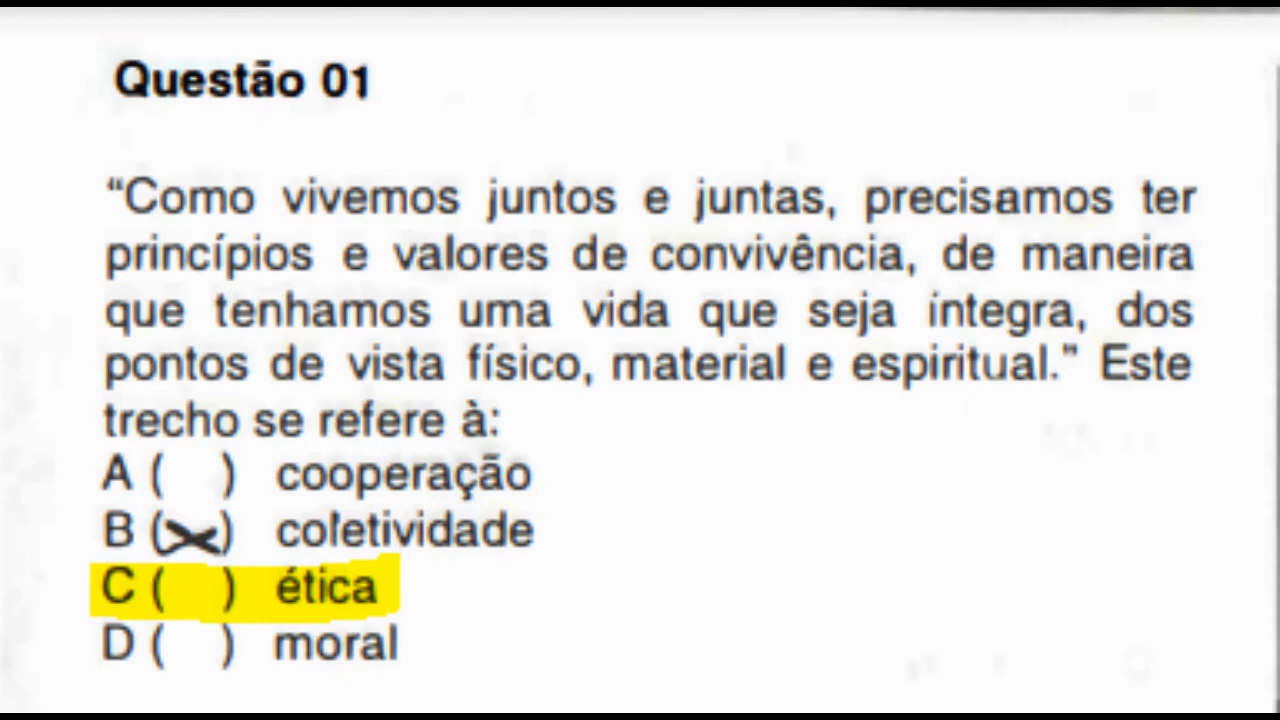 Questão 01
“Como vivemos juntos e juntas, precisamos ter
princípios e valores de convivência, de maneira
que tenhamos uma vida que seja íntegra, dos
pontos de vista físico, material e espiritual.” Este
trecho se refere à:
A ( ) cooperação
B (X) coletividade
C ( ) ética
D ( ) moral